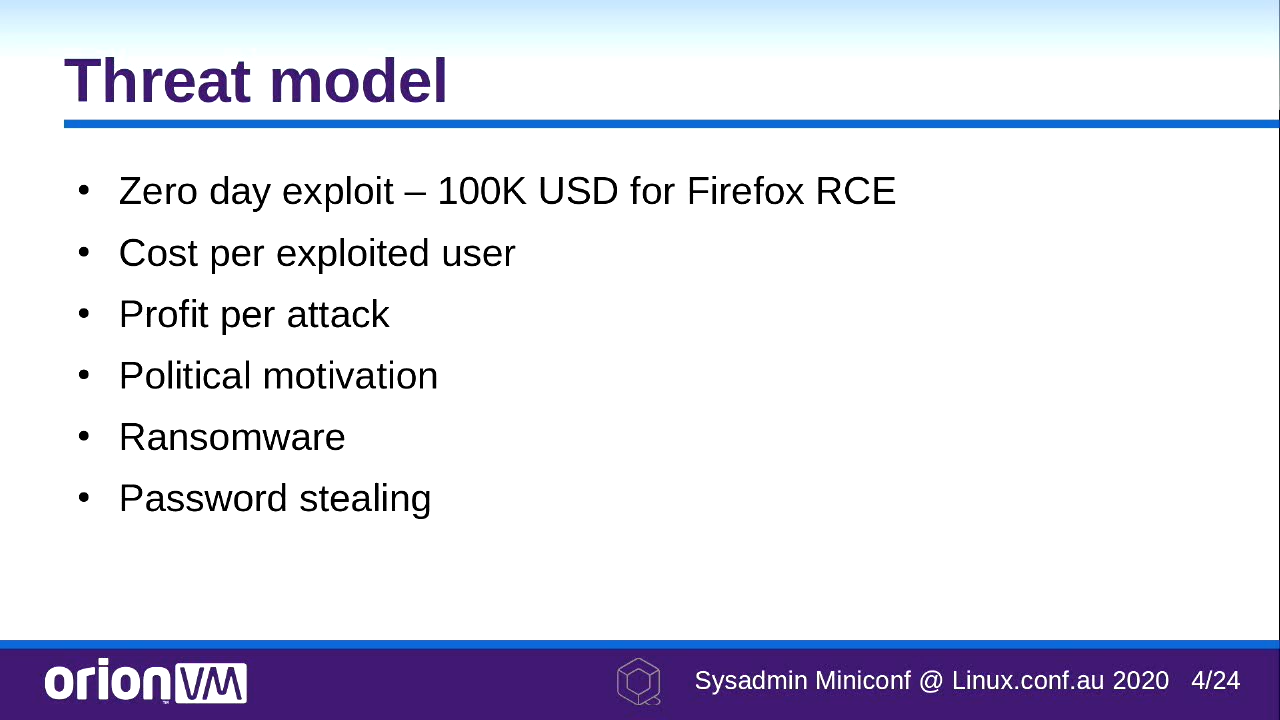 Threat model
• Zero day exploit – 100K USD for Firefox RCE
• Cost per exploited user
• Profit per attack
• Political motivation
• Ransomware
• Password stealing
orionVM
Sysadmin Miniconf @ Linux.conf.au 2020 4/24